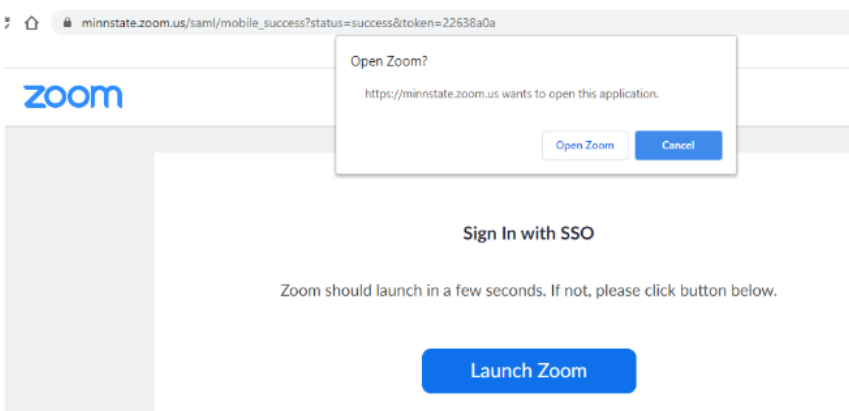 minnstate.zoom.us/saml/mobile_success?status=success&token=22638a0a
Open Zoom?
https://minnstate.zoom.us wants to open this application.
Open Zoom
Cancel
zoom
Sign In with SSO
Zoom should launch in a few seconds. If not, please click button below.
Launch Zoom